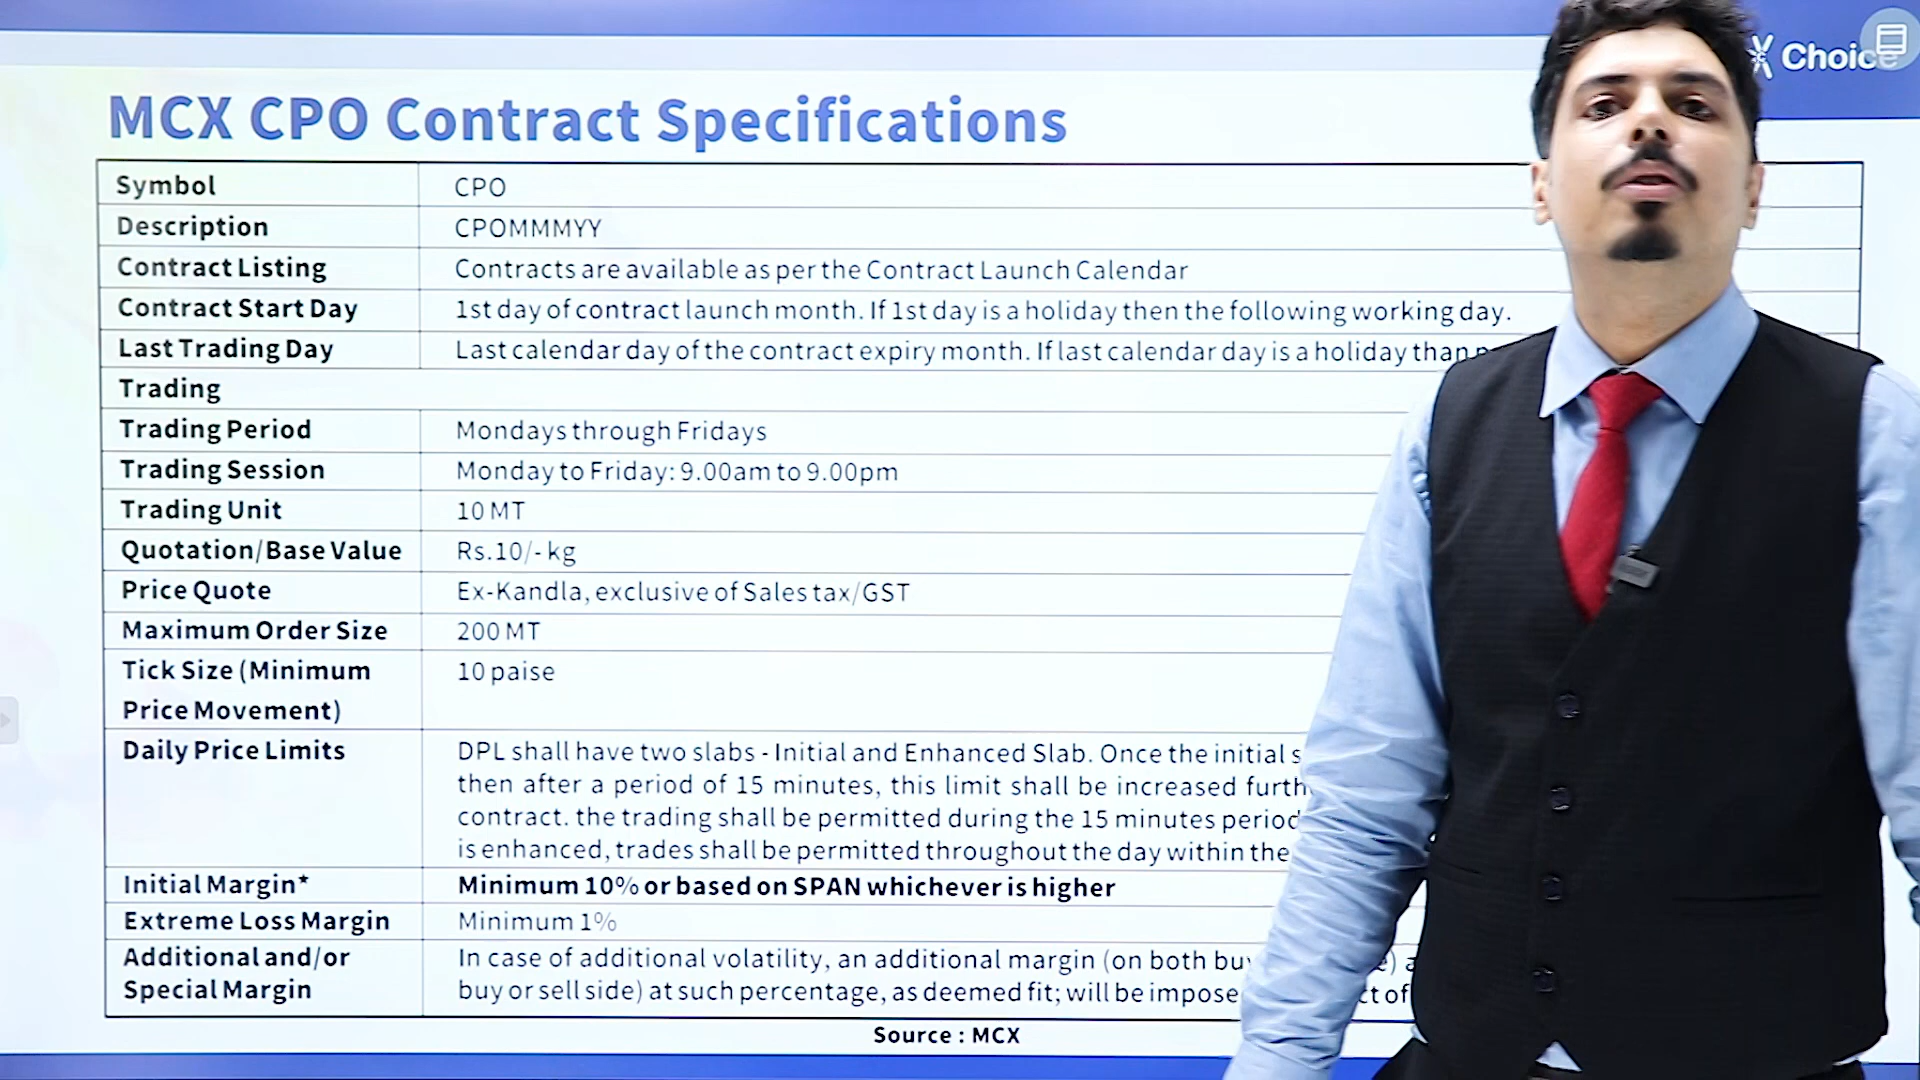 Choice
MCX CPO Contract Specifications
Symbol CPO
Description CPOMMMYY
Contract Listing Contracts are available as per the Contract Launch Calendar
Contract Start Day 1st day of contract launch month. If 1st day is a holiday then the following working day.
Last Trading Day Last calendar day of the contract expiry month. If last calendar day is a holiday than
Trading
Trading Period Mondays through Fridays
Trading Session Monday to Friday: 9.00am to 9.00pm
Trading Unit 10 MT
Quotation/Base Value Rs.10/- kg
Price Quote Ex-Kandla, exclusive of Sales tax/GST
Maximum Order Size 200 MT
Tick Size (Minimum 10 paise
Price Movement)
Daily Price Limits DPL shall have two slabs - Initial and Enhanced Slab. Once the initial
then after a period of 15 minutes, this limit shall be increased
contract. the trading shall be permitted during the 15 minutes period
is enhanced, trades shall be permitted throughout the day within the
Initial Margin* Minimum 10% or based on SPAN whichever is higher
Extreme Loss Margin Minimum 1%
Additional and/or In case of additional volatility, an additional margin (on both
Special Margin buy or sell side) at such percentage, as deemed fit; will be of
Source : MCX